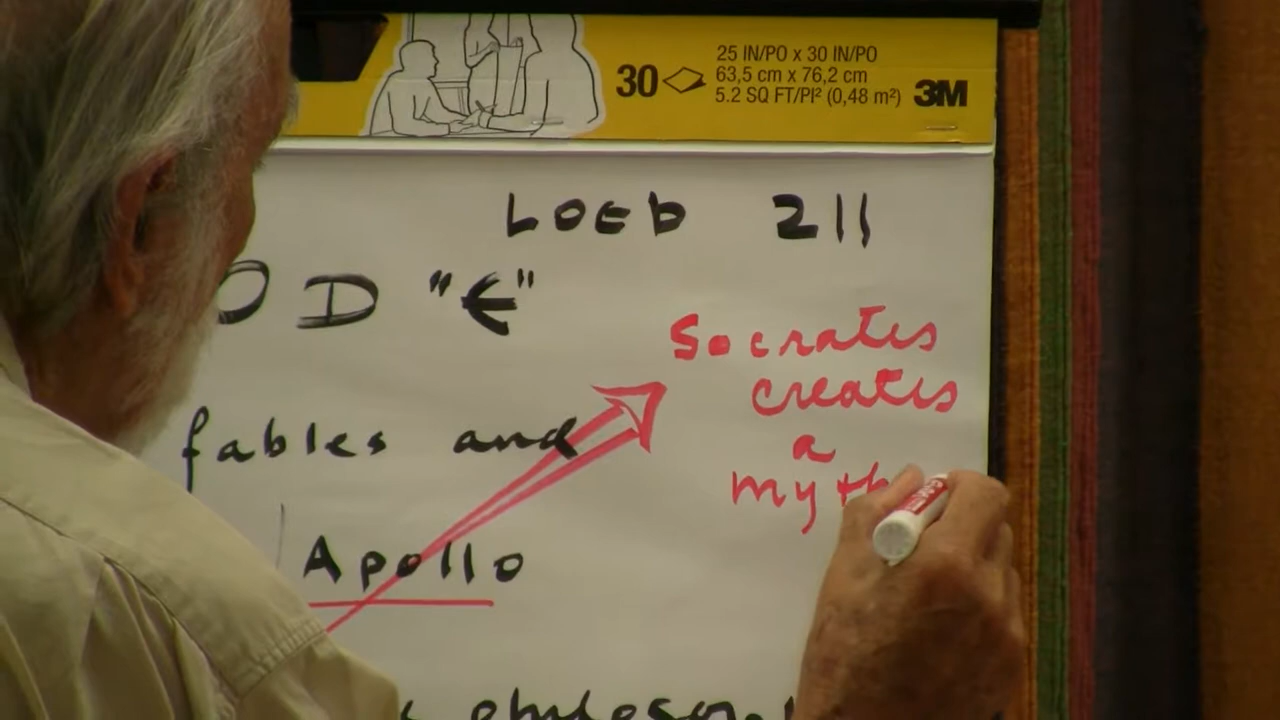 30
25 IN/PO x 30 IN/PO
63,5 cm x 76,2 cm
5.2 SQ FT/PI² (0,48 m²)
3M
LOEB 211
OD "E"
Socrates
creates
a
myth
fables and
Apollo